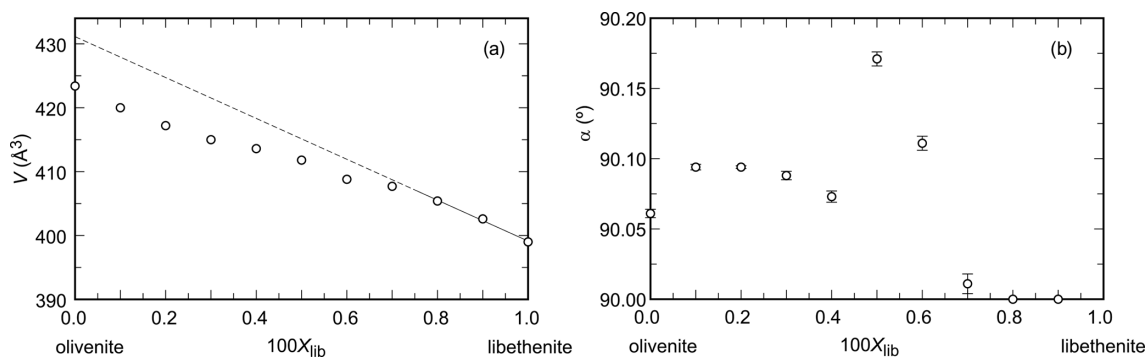 (a)
V (Å³)
430
420
410
400
390
0.0 0.2 0.4 0.6 0.8 1.0
olivenite 100Xlib libethenite
(b)
α (º)
90.20
90.15
90.10
90.05
90.00
0.0 0.2 0.4 0.6 0.8 1.0
olivenite 100Xlib libethenite